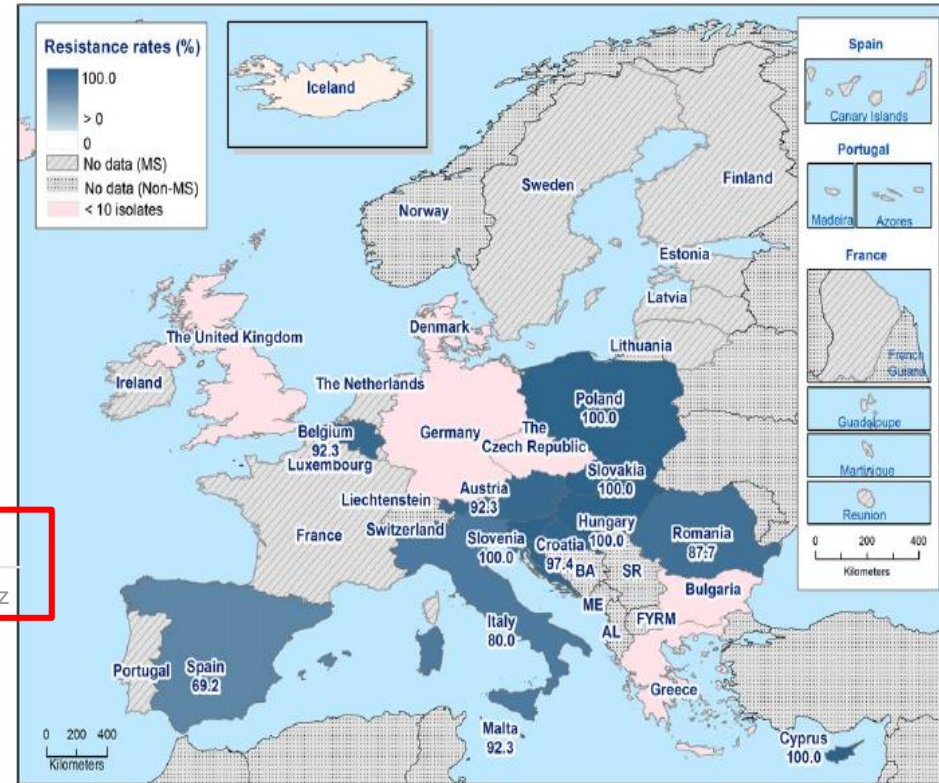 Resistance rates (%)
100.0
> 0
0
No data (MS)
No data (Non-MS)
< 10 isolates
Iceland
Spain
Canary Islands
Portugal
Madeira
Azores
France
French
Guiana
Guadeloupe
Martinique
Reunion
0 200 400
Kilometers
Norway
Sweden
Finland
Estonia
Latvia
Lithuania
Denmark
The United Kingdom
Ireland
The Netherlands
Poland
100.0
Belgium
92.3
Luxembourg
Germany
The
Czech Republic
Slovakia
100.0
Liechtenstein
Austria
92.3
France
Switzerland
Slovenia
100.0
Hungary
100.0
Croatia
97.4
Romania
87.7
BA
SR
Bulgaria
ME
FYRM
AL
Italy
80.0
Portugal
Spain
69.2
Greece
Malta
92.3
Cyprus
100.0
0 200 400
Kilometers
z